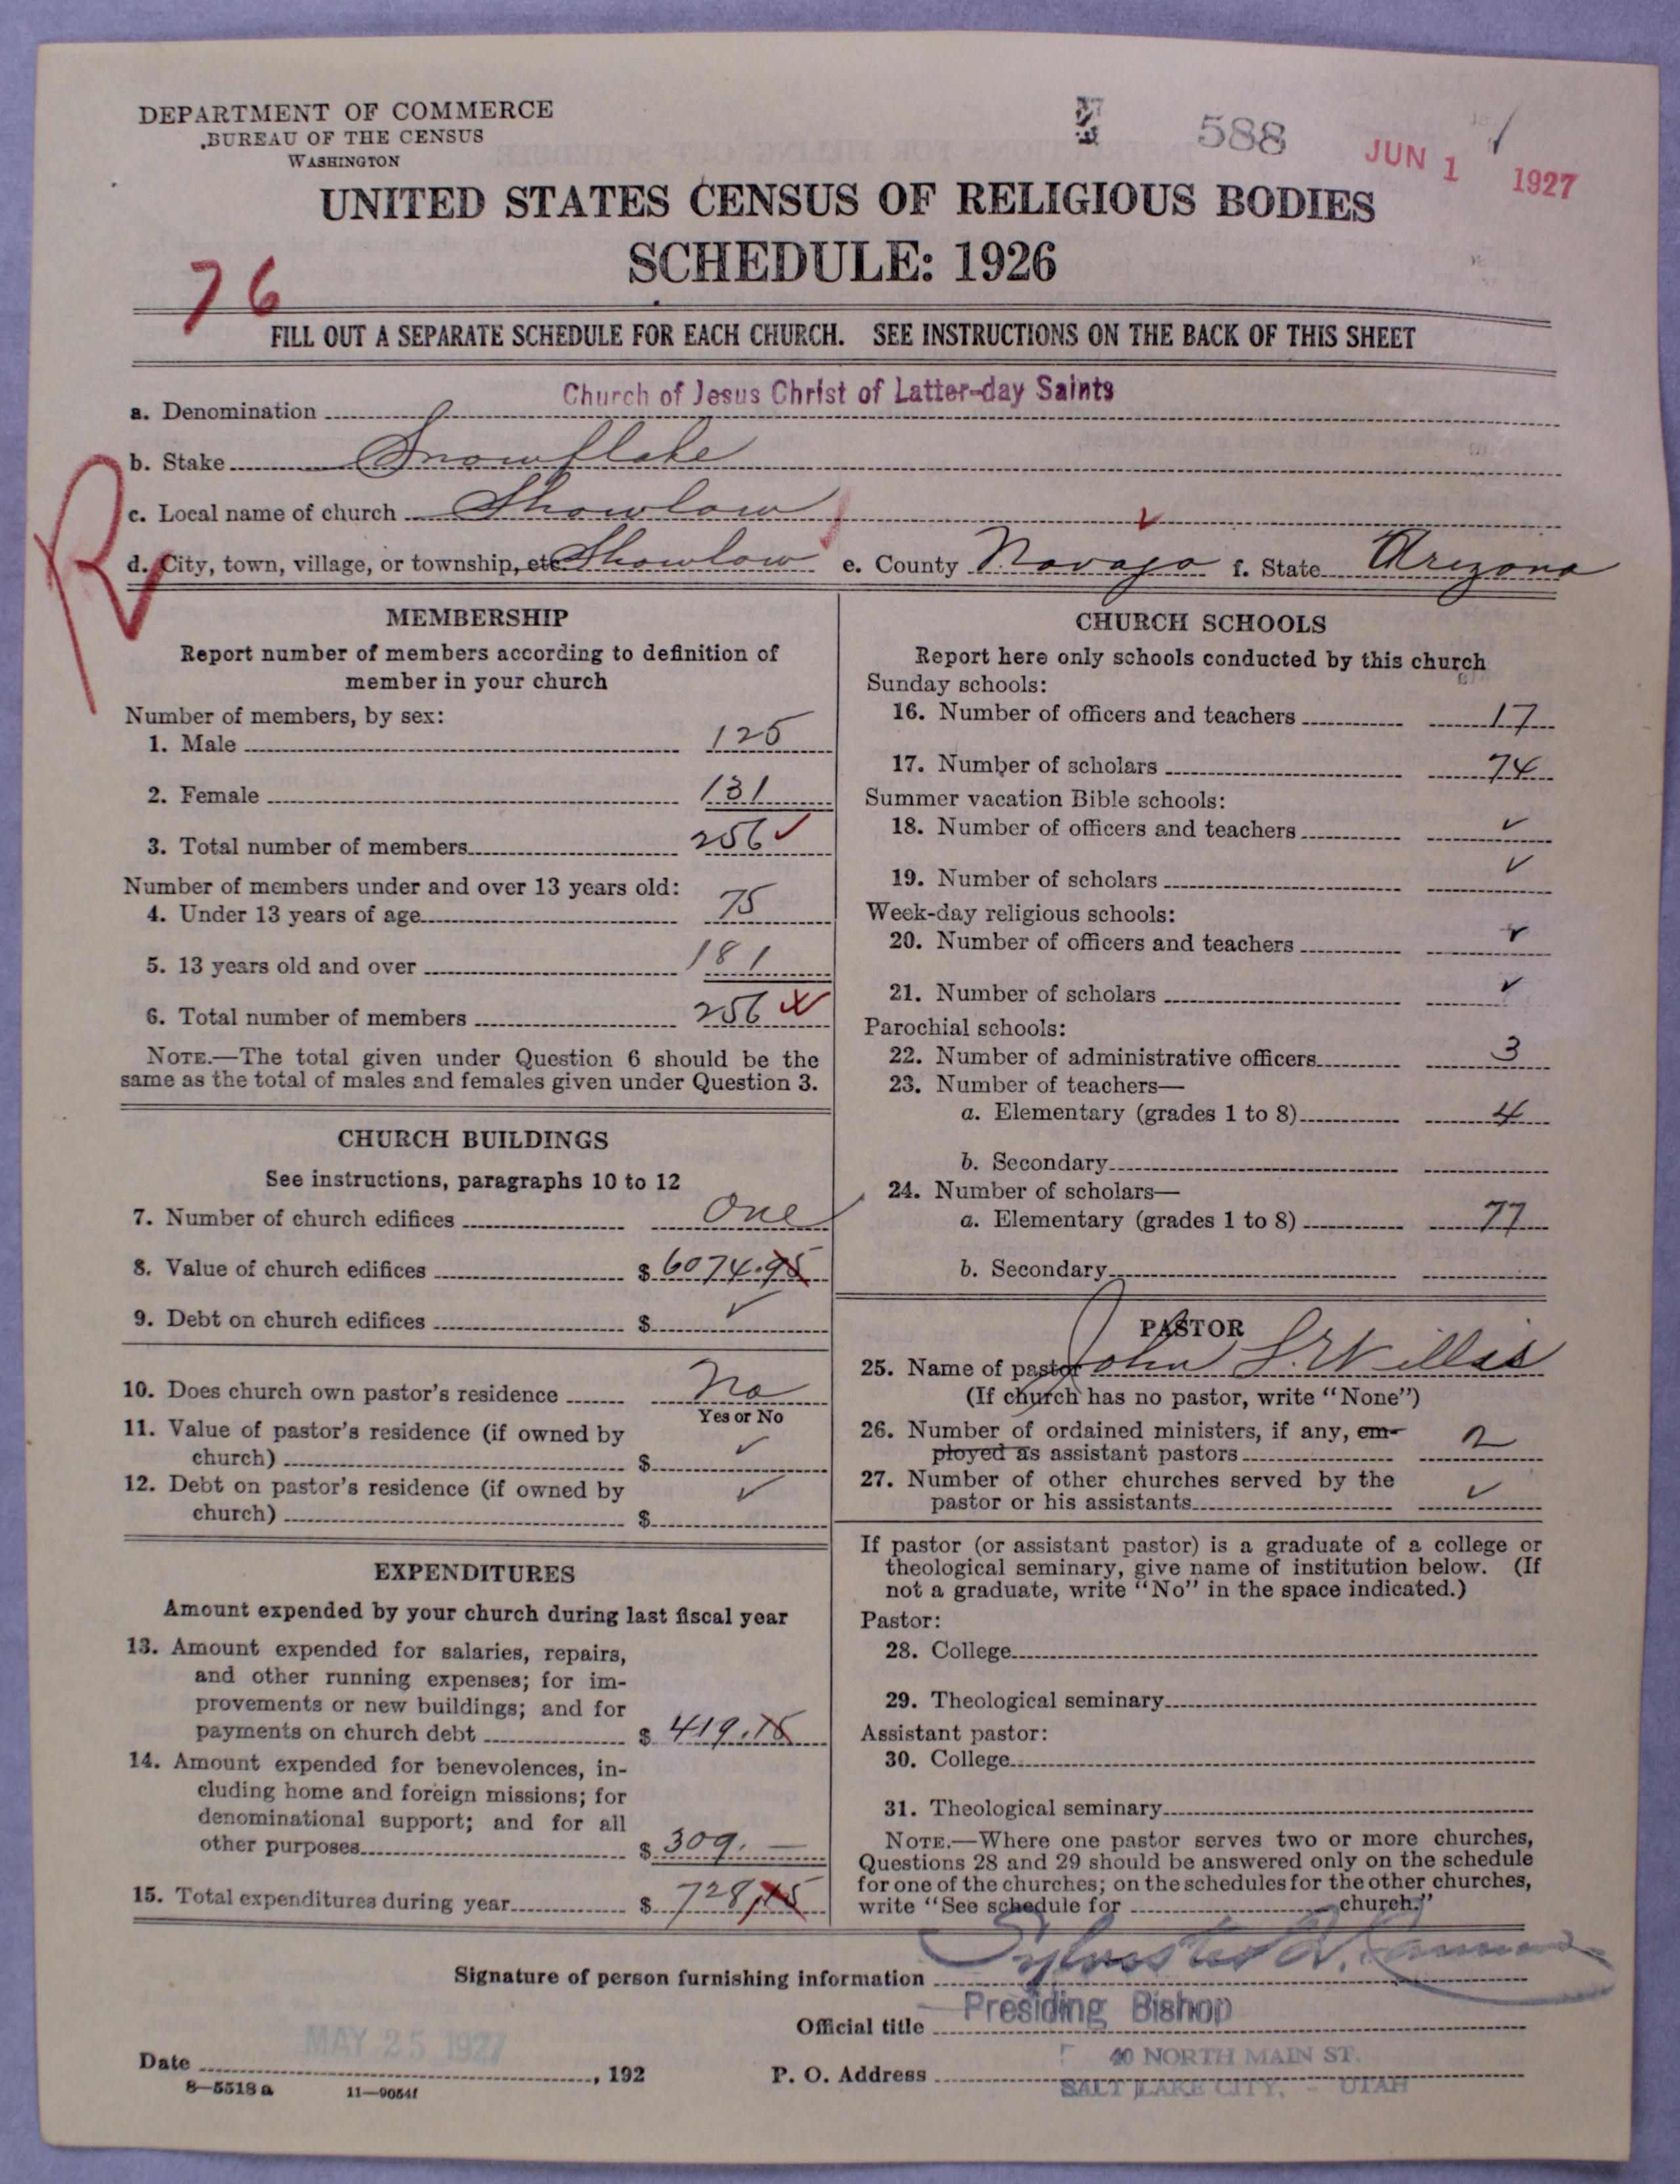 DEPARTMENT OF COMMERCE
BUREAU OF THE CENSUS
WASHINGTON
588
JUN 1 1927
UNITED STATES CENSUS OF RELIGIOUS BODIES
SCHEDULE: 1926
76
FILL OUT A SEPARATE SCHEDULE FOR EACH CHURCH. SEE INSTRUCTIONS ON THE BACK OF THIS SHEET
a. Denomination Church of Jesus Christ of Latter-day Saints
b. Stake Snowflake
c. Local name of church Showlow
d. City, town, village, or township, etc. Showlow e. County Navajo f. State Arizona
R
MEMBERSHIP
Report number of members according to definition of
member in your church
Number of members, by sex:
1. Male 125
2. Female 131
3. Total number of members 256 ✓
Number of members under and over 13 years old:
4. Under 13 years of age 75
5. 13 years old and over 181
6. Total number of members 256
NOTE.—The total given under Question 6 should be the
same as the total of males and females given under Question 3.
CHURCH BUILDINGS
See instructions, paragraphs 10 to 12
7. Number of church edifices One
8. Value of church edifices $ 6074.95
9. Debt on church edifices $ ✓
10. Does church own pastor's residence No
Yes or No
11. Value of pastor's residence (if owned by
church) $ ✓
12. Debt on pastor's residence (if owned by
church) $ ✓
EXPENDITURES
Amount expended by your church during last fiscal year
13. Amount expended for salaries, repairs,
and other running expenses; for im-
provements or new buildings; and for
payments on church debt $ 419.15
14. Amount expended for benevolences, in-
cluding home and foreign missions; for
denominational support; and for all
other purposes $ 309.—
15. Total expenditures during year $ 728.15
CHURCH SCHOOLS
Report here only schools conducted by this church
Sunday schools:
16. Number of officers and teachers 17
17. Number of scholars 74
Summer vacation Bible schools:
18. Number of officers and teachers ✓
19. Number of scholars ✓
Week-day religious schools:
20. Number of officers and teachers ✓
21. Number of scholars ✓
Parochial schools:
22. Number of administrative officers 3
23. Number of teachers—
a. Elementary (grades 1 to 8) 4
b. Secondary
24. Number of scholars—
a. Elementary (grades 1 to 8) 77
b. Secondary
PASTOR
25. Name of pastor John L. Willis
(If church has no pastor, write "None")
26. Number of ordained ministers, if any, em-
ployed as assistant pastors 2
27. Number of other churches served by the
pastor or his assistants ✓
If pastor (or assistant pastor) is a graduate of a college or
theological seminary, give name of institution below. (If
not a graduate, write "No" in the space indicated.)
Pastor:
28. College
29. Theological seminary
Assistant pastor:
30. College
31. Theological seminary
NOTE.—Where one pastor serves two or more churches,
Questions 28 and 29 should be answered only on the schedule
for one of the churches; on the schedules for the other churches,
write "See schedule for church."
Signature of person furnishing information Sylvester Q. Cannon
Official title Presiding Bishop
Date MAY 25 1927, 192
P. O. Address 40 NORTH MAIN ST.
SALT LAKE CITY, - UTAH
8—5518 a 11—9054f